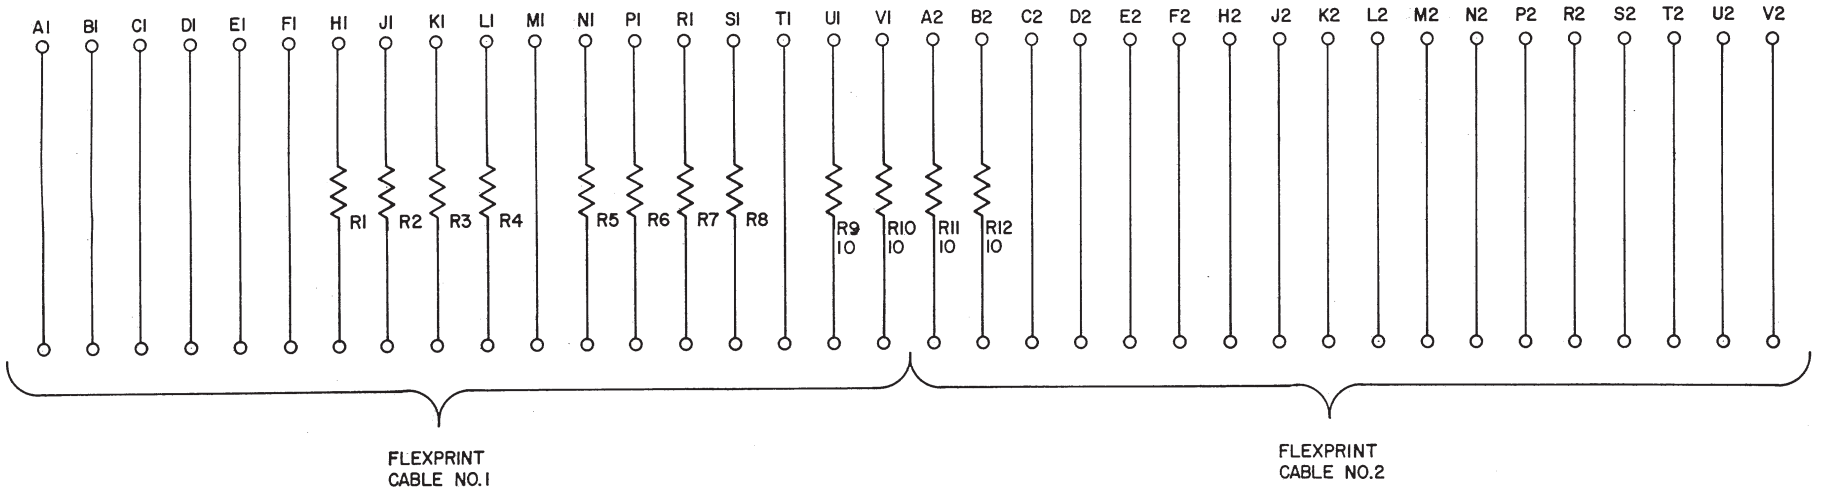 A1 B1 C1 D1 E1 F1 H1 J1 K1 L1 M1 N1 P1 R1 S1 T1 U1 V1 A2 B2 C2 D2 E2 F2 H2 J2 K2 L2 M2 N2 P2 R2 S2 T2 U2 V2
R1 R2 R3 R4 R5 R6 R7 R8 R9 R10 R11 R12
10 10 10 10
FLEXPRINT
CABLE NO.1
FLEXPRINT
CABLE NO.2